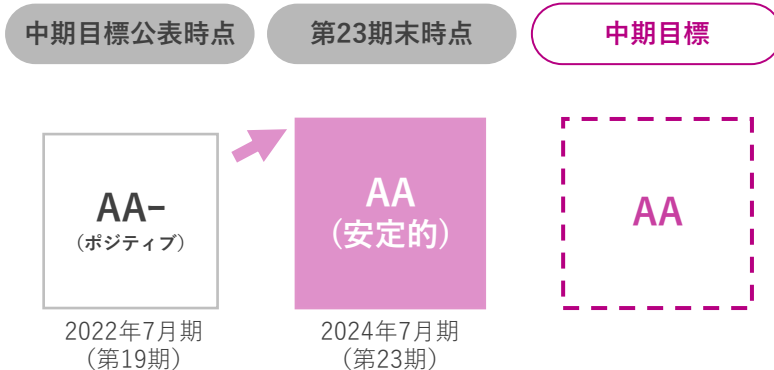 中期目標公表時点
第23期末時点
中期目標
AA-
(ポジティブ)
AA
(安定的)
AA
2022年7月期
(第19期)
2024年7月期
(第23期)